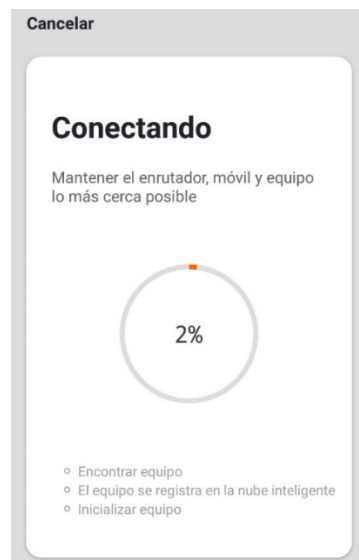 Cancelar
Conectando
Mantener el enrutador, móvil y equipo
lo más cerca posible
2%
Encontrar equipo
El equipo se registra en la nube inteligente
Inicializar equipo